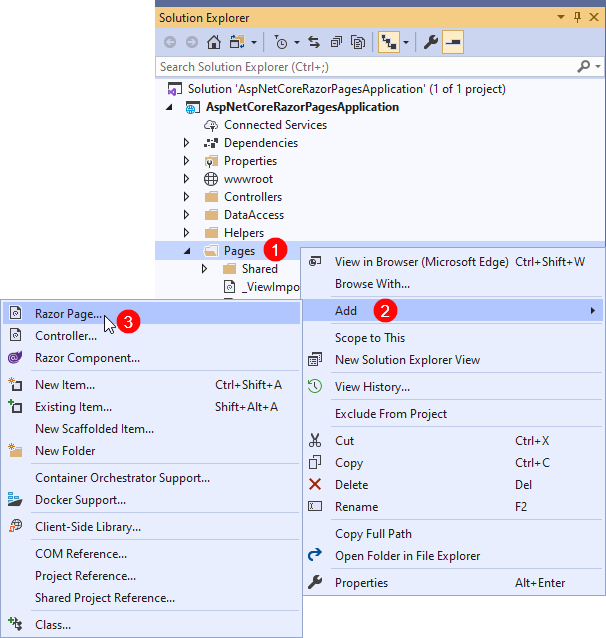 Solution Explorer
Search Solution Explorer (Ctrl+;)
Solution 'AspNetCoreRazorPagesApplication' (1 of 1 project)
AspNetCoreRazorPagesApplication
Connected Services
Dependencies
Properties
wwwroot
Controllers
DataAccess
Helpers
Pages 1
Shared
_ViewImpo
View in Browser (Microsoft Edge) Ctrl+Shift+W
Browse With...
Add 2
Scope to This
New Solution Explorer View
View History...
Exclude From Project
Cut Ctrl+X
Copy Ctrl+C
Delete Del
Rename F2
Copy Full Path
Open Folder in File Explorer
Properties Alt+Enter
Razor Page... 3
Controller...
Razor Component...
New Item... Ctrl+Shift+A
Existing Item... Shift+Alt+A
New Scaffolded Item...
New Folder
Container Orchestrator Support...
Docker Support...
Client-Side Library...
COM Reference...
Project Reference...
Shared Project Reference...
Class...